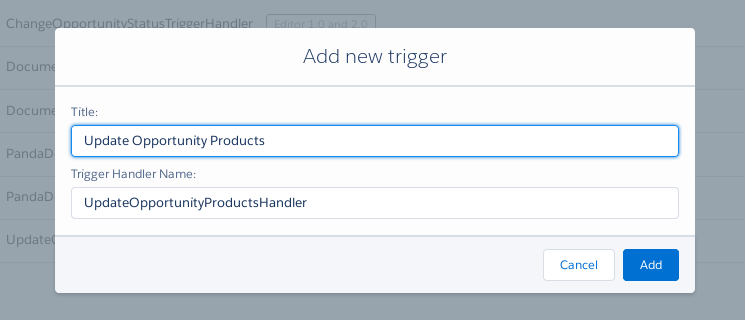 ChangeOpportunityStatusTriggerHandler Editor 1.0 and 2.0
Add new trigger
Docume
Title:
Docume
Update Opportunity Products
PandaD
Trigger Handler Name:
PandaD
UpdateOpportunityProductsHandler
Cancel Add